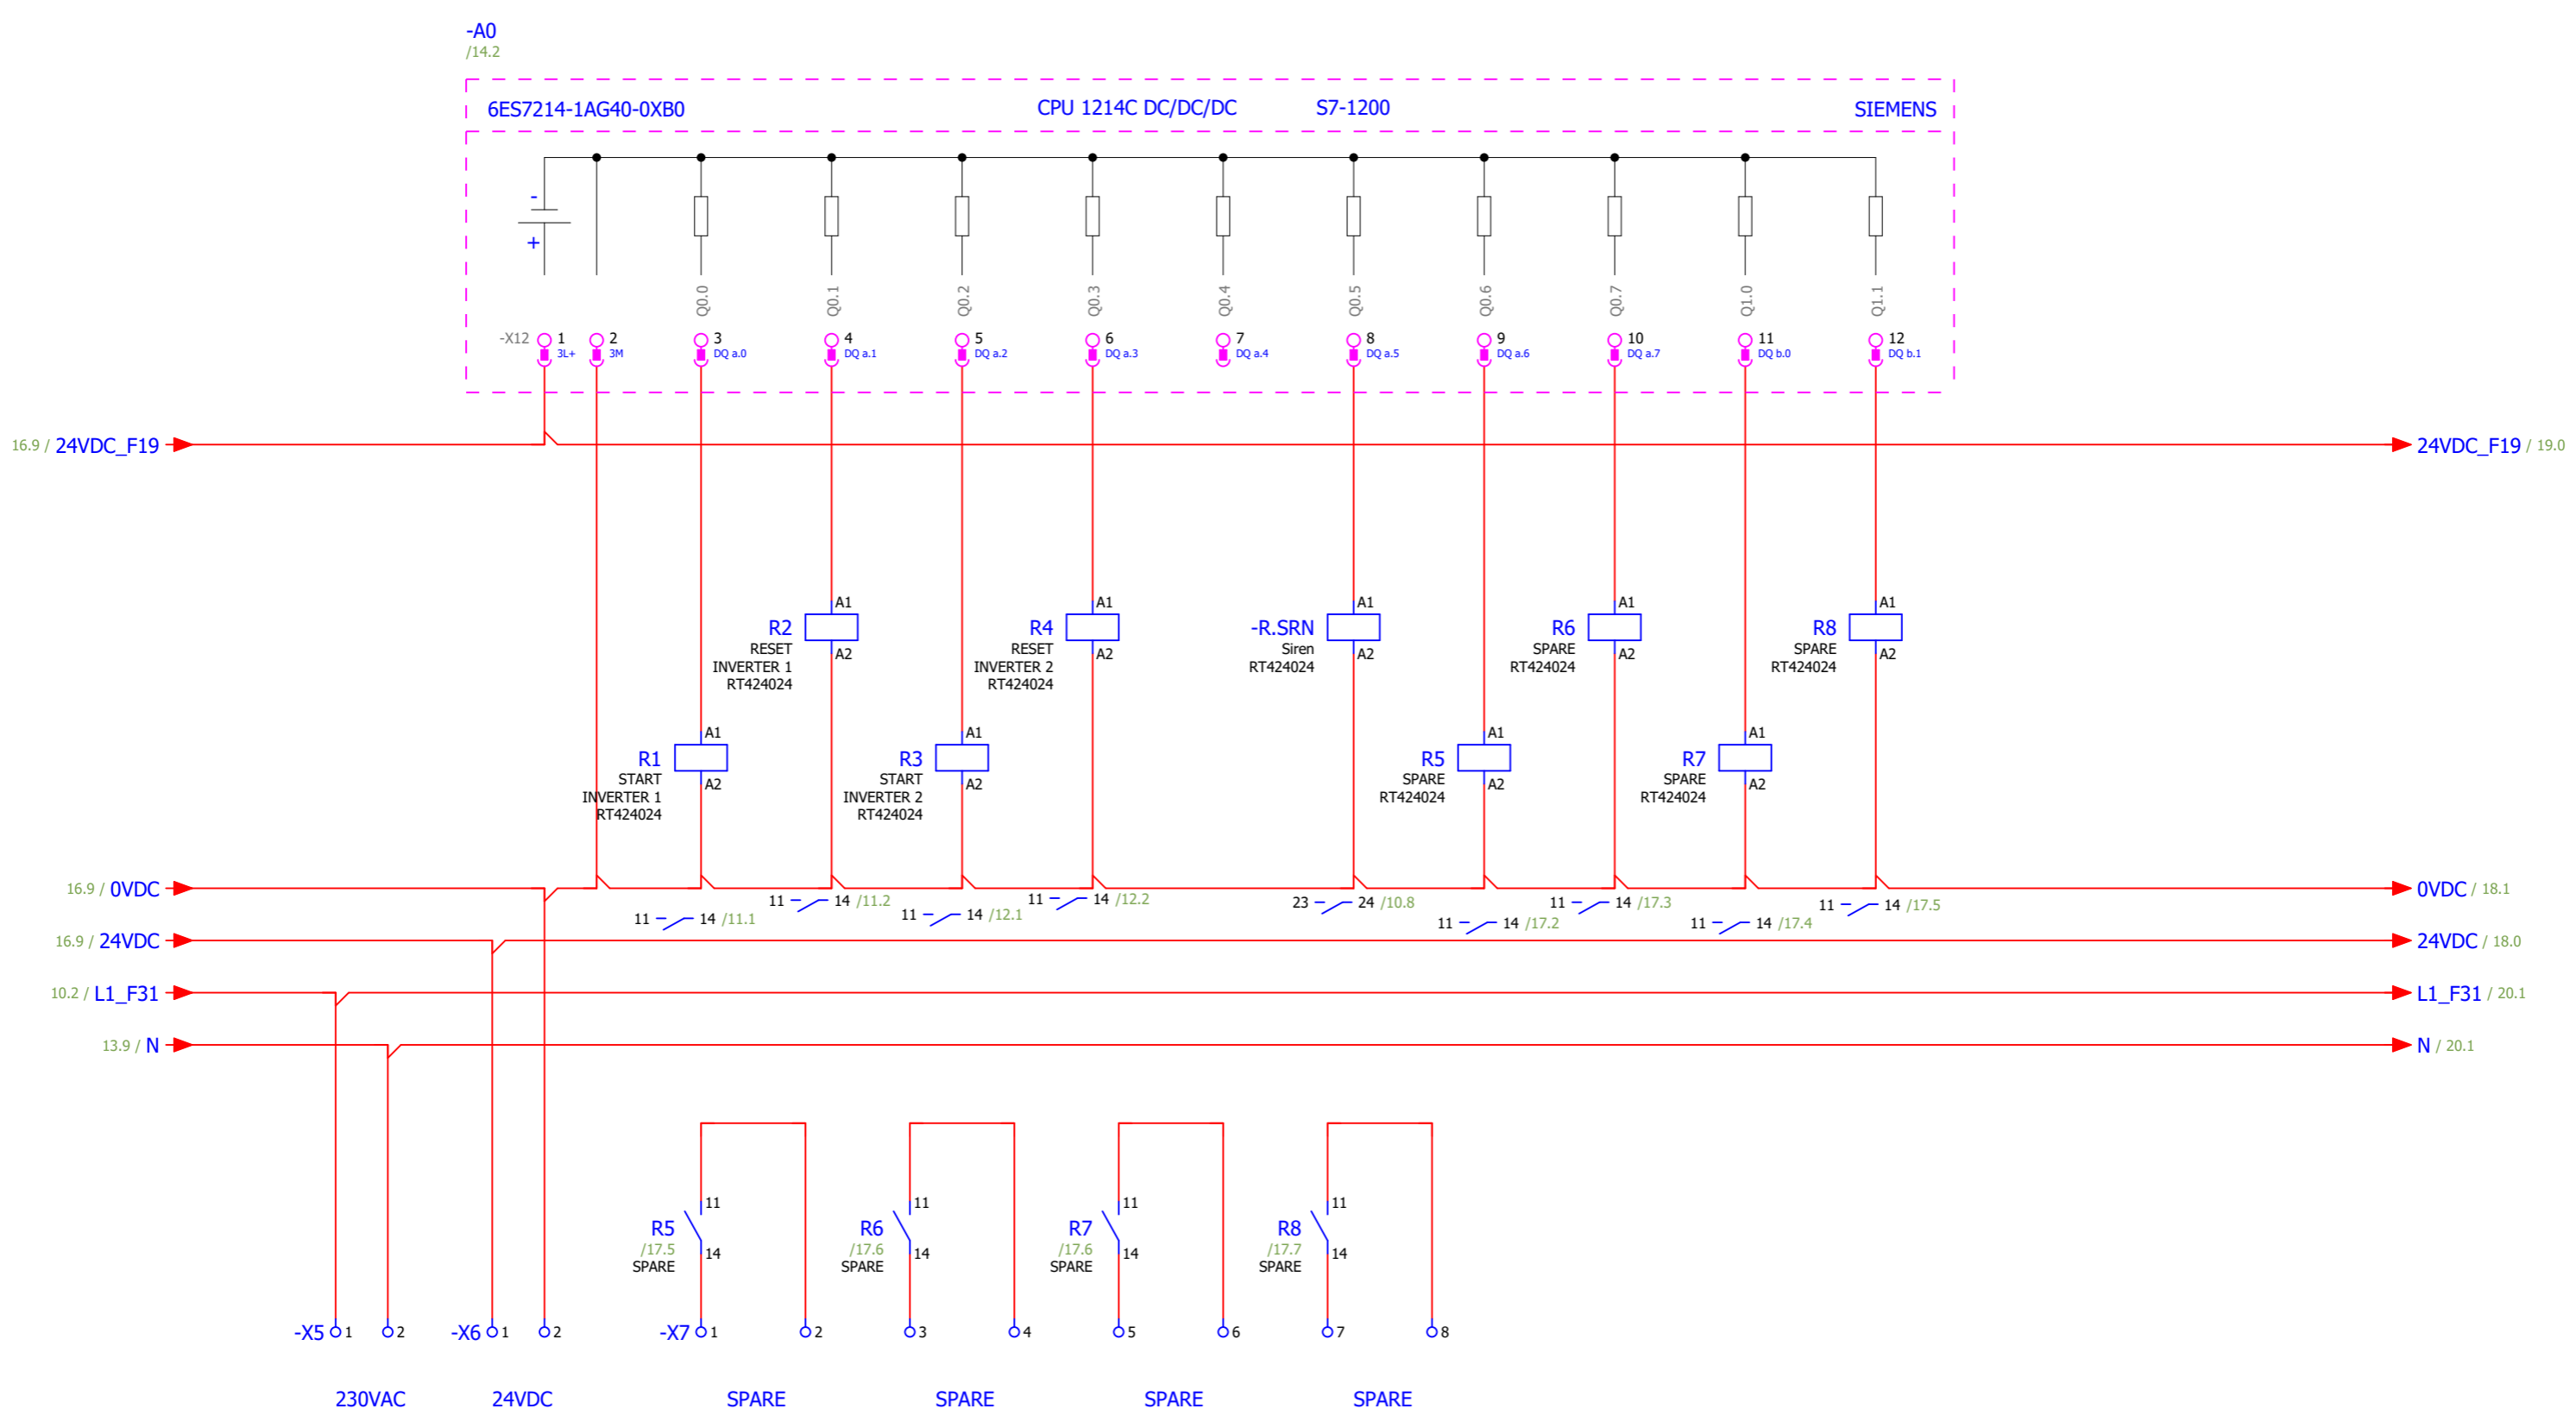 -A0
/14.2
6ES7214-1AG40-0XB0 CPU 1214C DC/DC/DC S7-1200 SIEMENS
-
+
Q0.0 Q0.1 Q0.2 Q0.3 Q0.4 Q0.5 Q0.6 Q0.7 Q1.0 Q1.1
-X12 1 2 3 4 5 6 7 8 9 10 11 12
3L+ 3M DQ a.0 DQ a.1 DQ a.2 DQ a.3 DQ a.4 DQ a.5 DQ a.6 DQ a.7 DQ b.0 DQ b.1
16.9 / 24VDC_F19 24VDC_F19 / 19.0
A1 A1 A1 A1 A1
R2 R4 -R.SRN R6 R8
RESET RESET Siren SPARE SPARE
A2 A2 A2 A2 A2
INVERTER 1 INVERTER 2 RT424024 RT424024 RT424024
RT424024 RT424024
A1 A1 A1 A1
R1 R3 R5 R7
START START SPARE SPARE
A2 A2 A2 A2
INVERTER 1 INVERTER 2 RT424024 RT424024
RT424024 RT424024
16.9 / 0VDC 0VDC / 18.1
11 14 /11.2 11 14 /12.2 23 24 /10.8 11 14 /17.3 11 14 /17.5
11 14 /11.1 11 14 /12.1 11 14 /17.2 11 14 /17.4
16.9 / 24VDC 24VDC / 18.0
10.2 / L1_F31 L1_F31 / 20.1
13.9 / N N / 20.1
11 11 11 11
R5 R6 R7 R8
/17.5 /17.6 /17.6 /17.7
14 14 14 14
SPARE SPARE SPARE SPARE
-X5 1 2 -X6 1 2 -X7 1 2 3 4 5 6 7 8
230VAC 24VDC SPARE SPARE SPARE SPARE